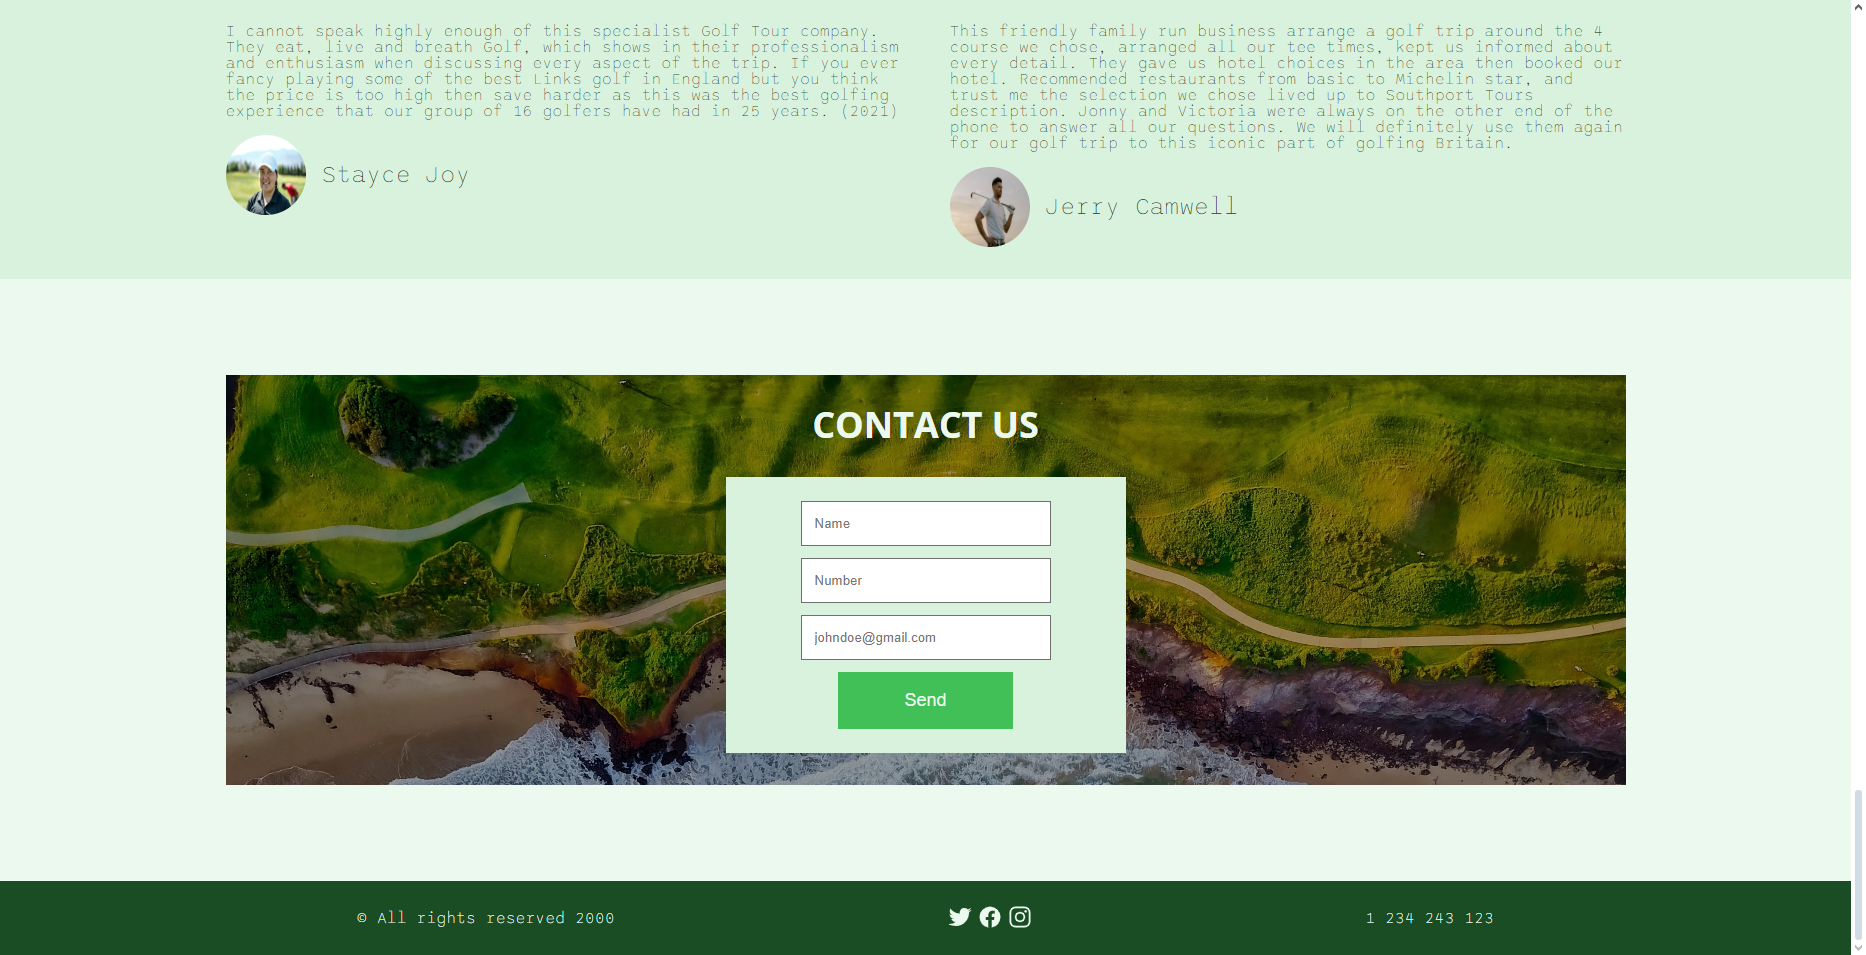 I cannot speak highly enough of this specialist Golf Tour company.
They eat, live and breath Golf, which shows in their professionalism
and enthusiasm when discussing every aspect of the trip. If you ever
fancy playing some of the best Links golf in England but you think
the price is too high then save harder as this was the best golfing
experience that our group of 16 golfers have had in 25 years. (2021)
Stayce Joy
This friendly family run business arrange a golf trip around the 4
course we chose, arranged all our tee times, kept us informed about
every detail. They gave us hotel choices in the area then booked our
hotel. Recommended restaurants from basic to Michelin star, and
trust me the selection we chose lived up to Southport Tours
description. Jonny and Victoria were always on the other end of the
phone to answer all our questions. We will definitely use them again
for our golf trip to this iconic part of golfing Britain.
Jerry Camwell
CONTACT US
Name
Number
johndoe@gmail.com
Send
© All rights reserved 2000
1 234 243 123